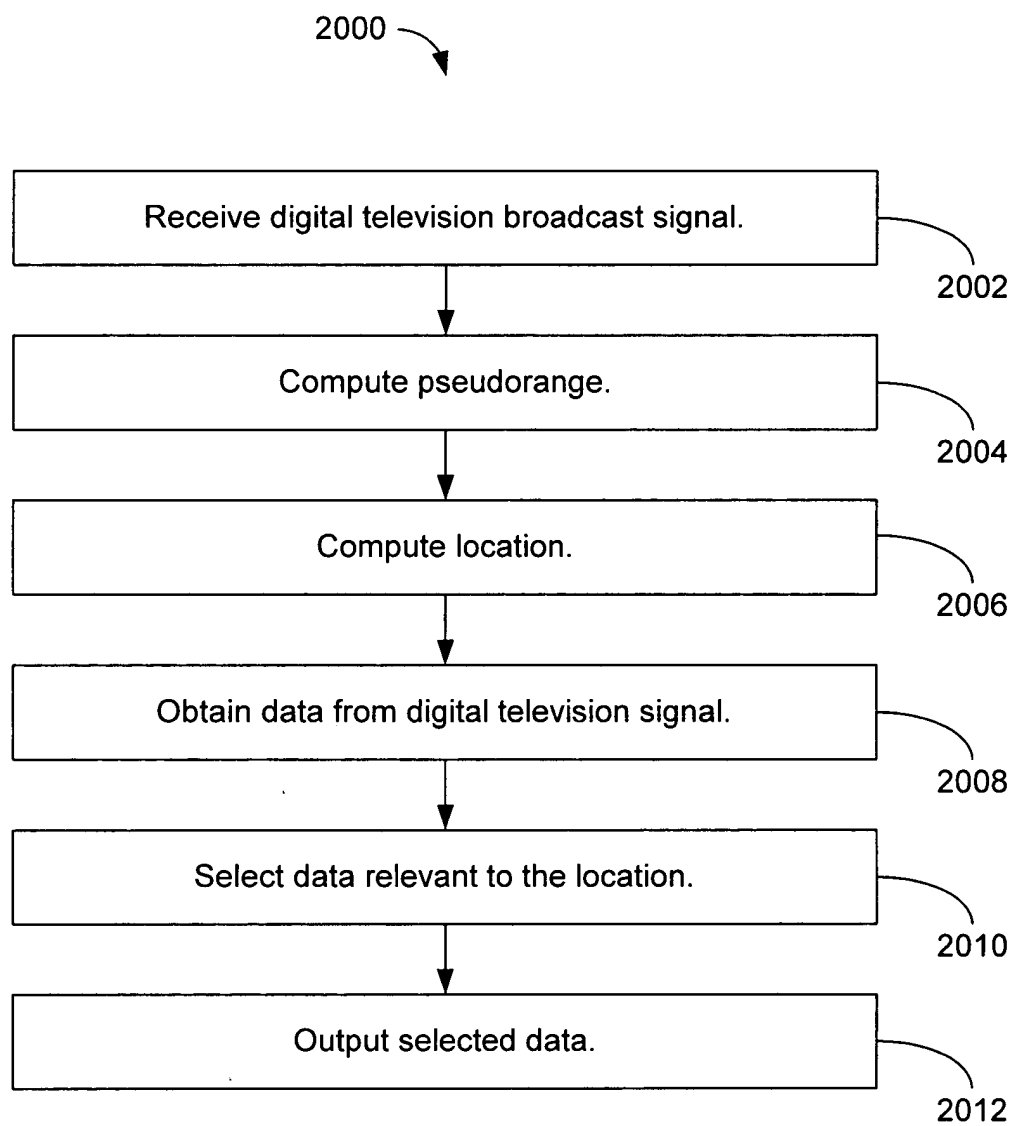 2000
Receive digital television broadcast signal.
2002
Compute pseudorange.
2004
Compute location.
2006
Obtain data from digital television signal.
2008
Select data relevant to the location.
2010
Output selected data.
2012